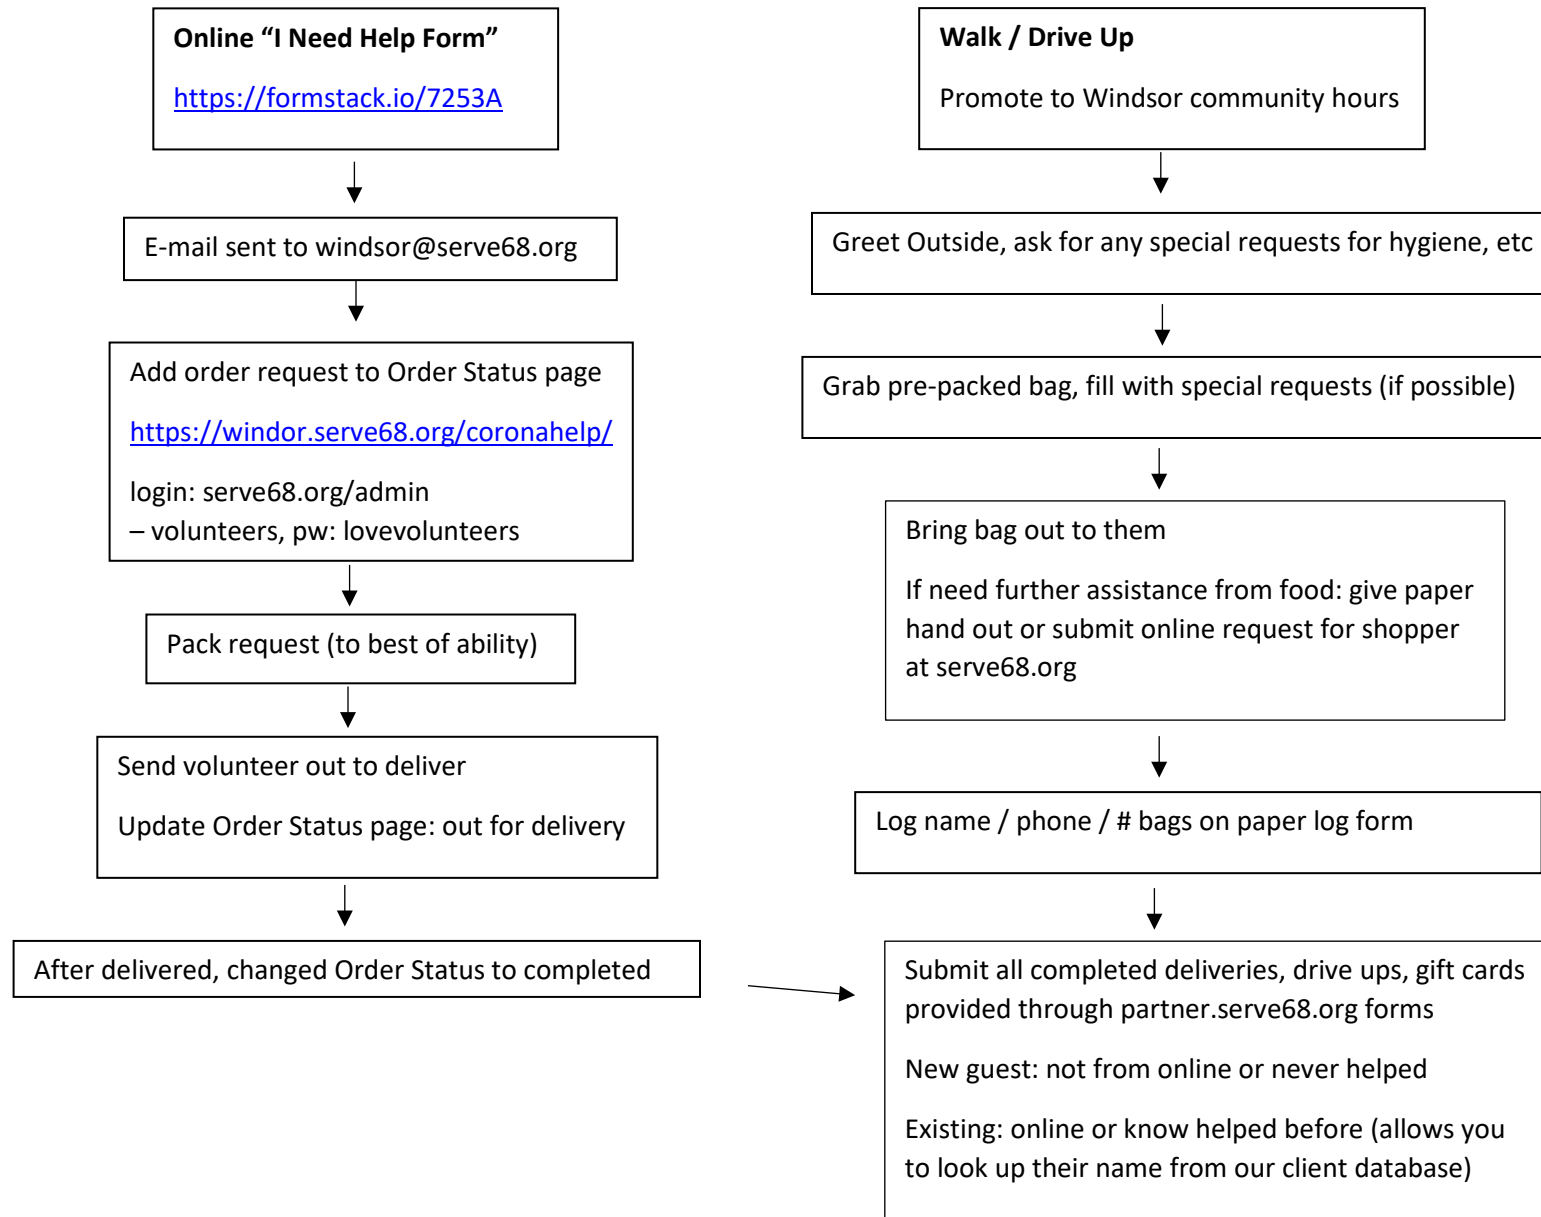 Online “I Need Help Form”
https://formstack.io/7253A
E-mail sent to windsor@serve68.org
Add order request to Order Status page
https://windor.serve68.org/coronahelp/
login: serve68.org/admin
– volunteers, pw: lovevolunteers
Pack request (to best of ability)
Send volunteer out to deliver
Update Order Status page: out for delivery
After delivered, changed Order Status to completed
Walk / Drive Up
Promote to Windsor community hours
Greet Outside, ask for any special requests for hygiene, etc
Grab pre-packed bag, fill with special requests (if possible)
Bring bag out to them
If need further assistance from food: give paper
hand out or submit online request for shopper
at serve68.org
Log name / phone / # bags on paper log form
Submit all completed deliveries, drive ups, gift cards
provided through partner.serve68.org forms
New guest: not from online or never helped
Existing: online or know helped before (allows you
to look up their name from our client database)